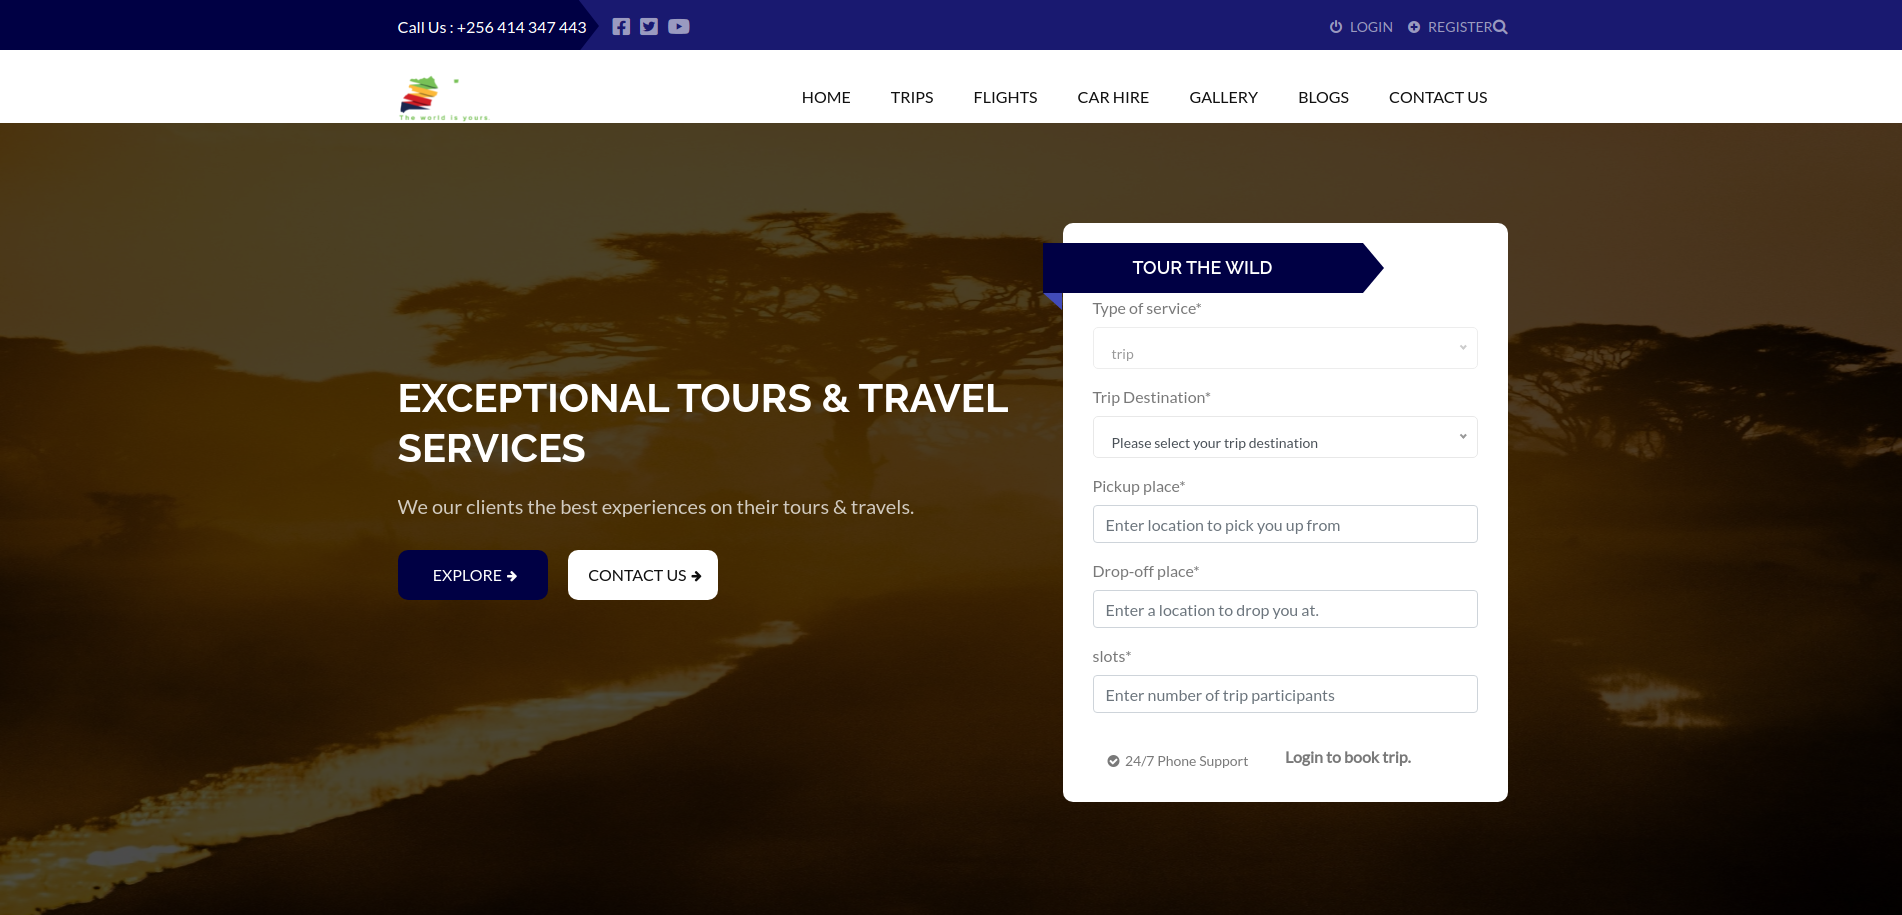 Call Us : +256 414 347 443
LOGIN
REGISTER
The world is yours.
HOME
TRIPS
FLIGHTS
CAR HIRE
GALLERY
BLOGS
CONTACT US
EXCEPTIONAL TOURS & TRAVEL
SERVICES
We our clients the best experiences on their tours & travels.
EXPLORE
CONTACT US
TOUR THE WILD
Type of service*
trip
Trip Destination*
Please select your trip destination
Pickup place*
Enter location to pick you up from
Drop-off place*
Enter a location to drop you at.
slots*
Enter number of trip participants
24/7 Phone Support
Login to book trip.